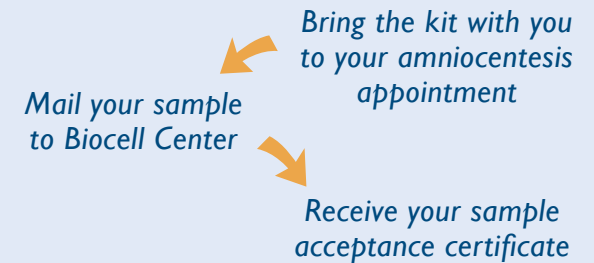 Bring the kit with you
to your amniocentesis
appointment
Mail your sample
to Biocell Center
Receive your sample
acceptance certificate